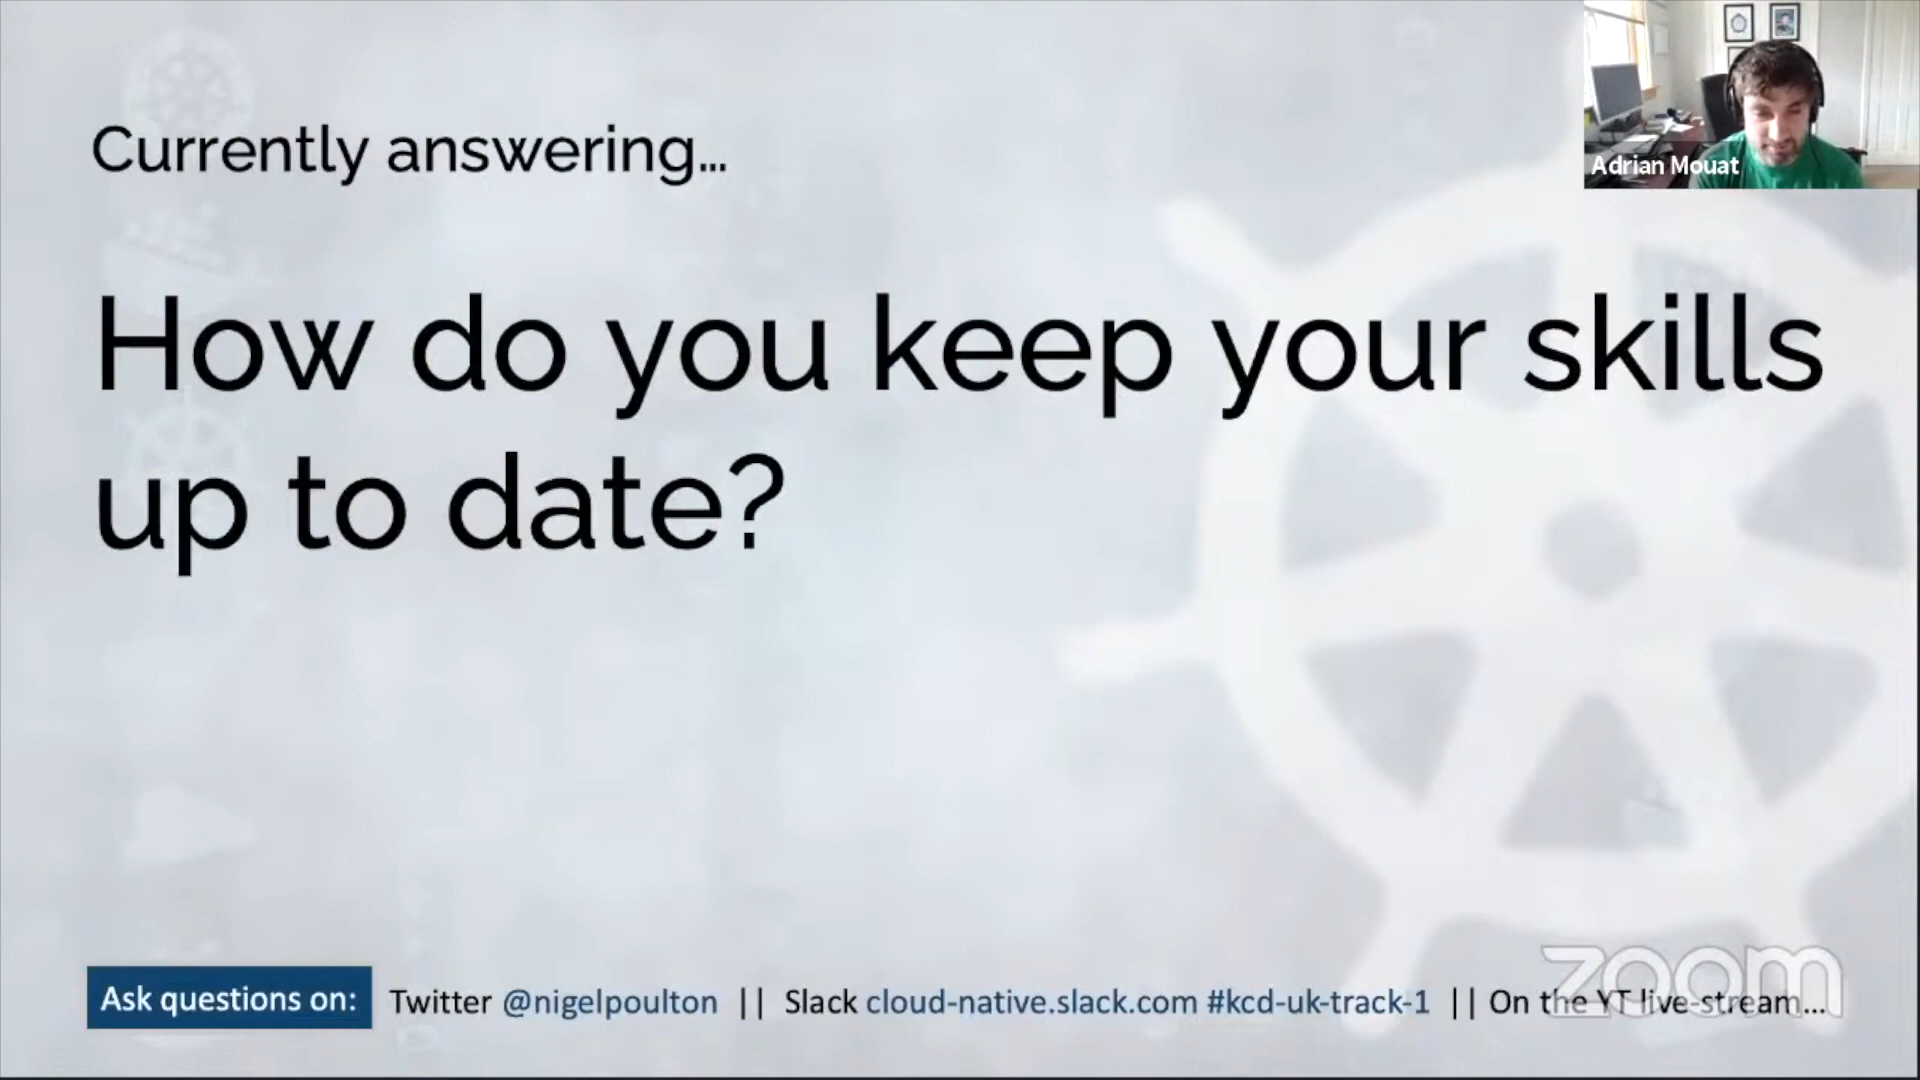 Currently answering...
Adrian Mouat
How do you keep your skills
up to date?
Ask questions on: Twitter @nigelpoulton || Slack cloud-native.slack.com #kcd-uk-track-1 || On the YT live-stream...
zoom